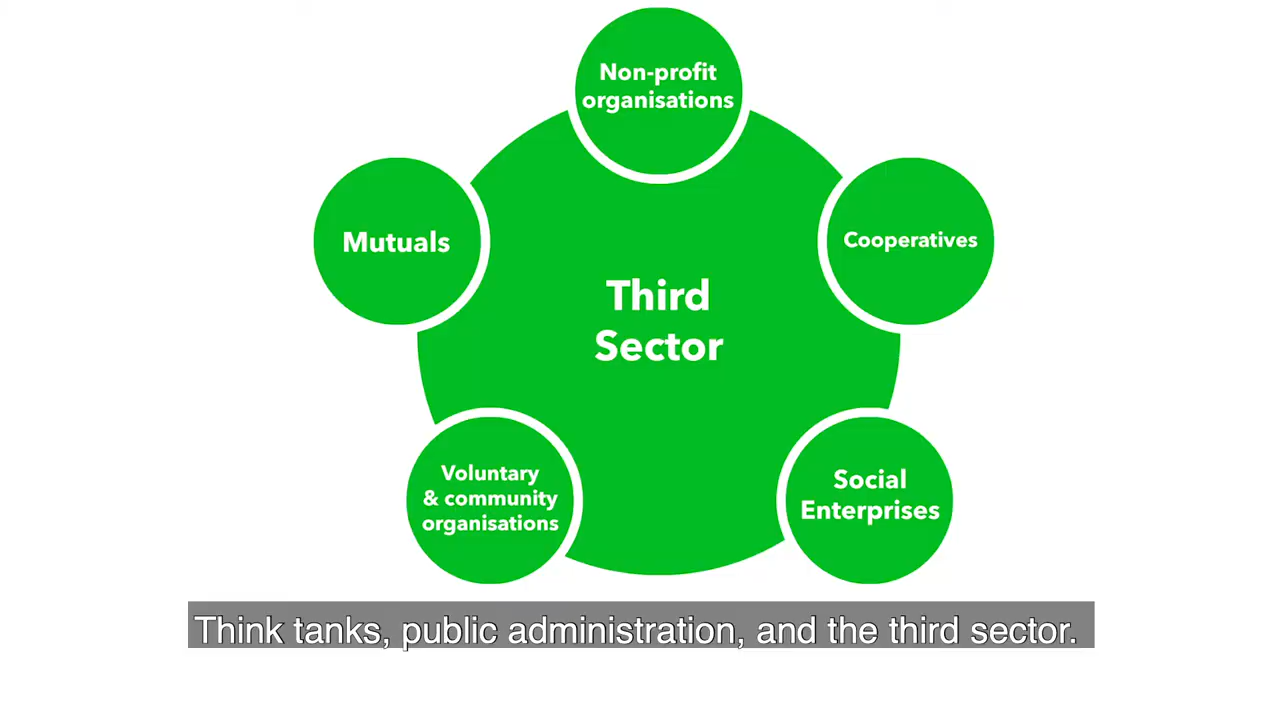 Non-profit
organisations
Mutuals
Cooperatives
Third
Sector
Voluntary
& community
organisations
Social
Enterprises
Think tanks, public administration, and the third sector.